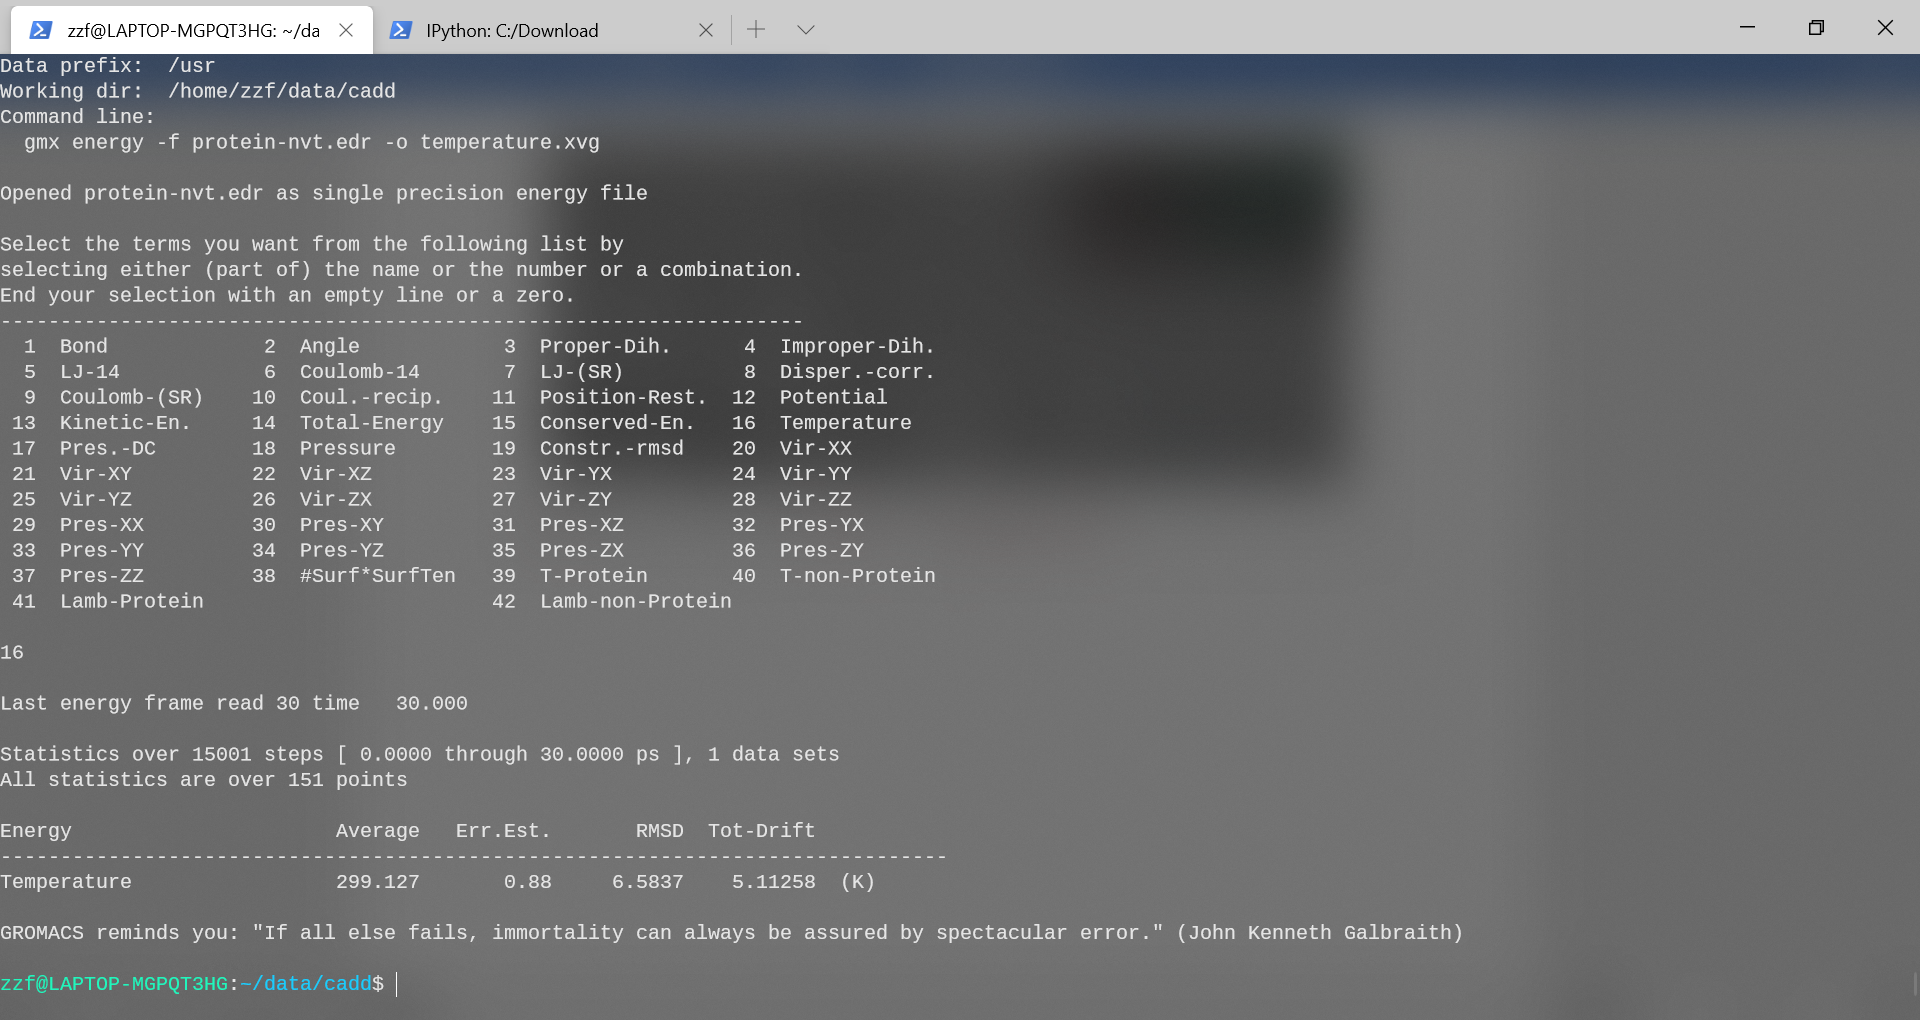 zzf@LAPTOP-MGPQT3HG: ~/da
IPython: C:/Download
Data prefix:  /usr
Working dir:  /home/zzf/data/cadd
Command line:
  gmx energy -f protein-nvt.edr -o temperature.xvg
Opened protein-nvt.edr as single precision energy file
Select the terms you want from the following list by
selecting either (part of) the name or the number or a combination.
End your selection with an empty line or a zero.
-------------------------------------------------------------------
  1  Bond             2  Angle            3  Proper-Dih.      4  Improper-Dih.
  5  LJ-14            6  Coulomb-14       7  LJ-(SR)          8  Disper.-corr.
  9  Coulomb-(SR)    10  Coul.-recip.    11  Position-Rest.  12  Potential
 13  Kinetic-En.     14  Total-Energy    15  Conserved-En.   16  Temperature
 17  Pres.-DC        18  Pressure        19  Constr.-rmsd    20  Vir-XX
 21  Vir-XY          22  Vir-XZ          23  Vir-YX          24  Vir-YY
 25  Vir-YZ          26  Vir-ZX          27  Vir-ZY          28  Vir-ZZ
 29  Pres-XX         30  Pres-XY         31  Pres-XZ         32  Pres-YX
 33  Pres-YY         34  Pres-YZ         35  Pres-ZX         36  Pres-ZY
 37  Pres-ZZ         38  #Surf*SurfTen   39  T-Protein       40  T-non-Protein
 41  Lamb-Protein                        42  Lamb-non-Protein
16
Last energy frame read 30 time   30.000
Statistics over 15001 steps [ 0.0000 through 30.0000 ps ], 1 data sets
All statistics are over 151 points
Energy                      Average   Err.Est.       RMSD  Tot-Drift
-------------------------------------------------------------------------------
Temperature                 299.127       0.88     6.5837    5.11258  (K)
GROMACS reminds you: "If all else fails, immortality can always be assured by spectacular error." (John Kenneth Galbraith)
zzf@LAPTOP-MGPQT3HG:~/data/cadd$